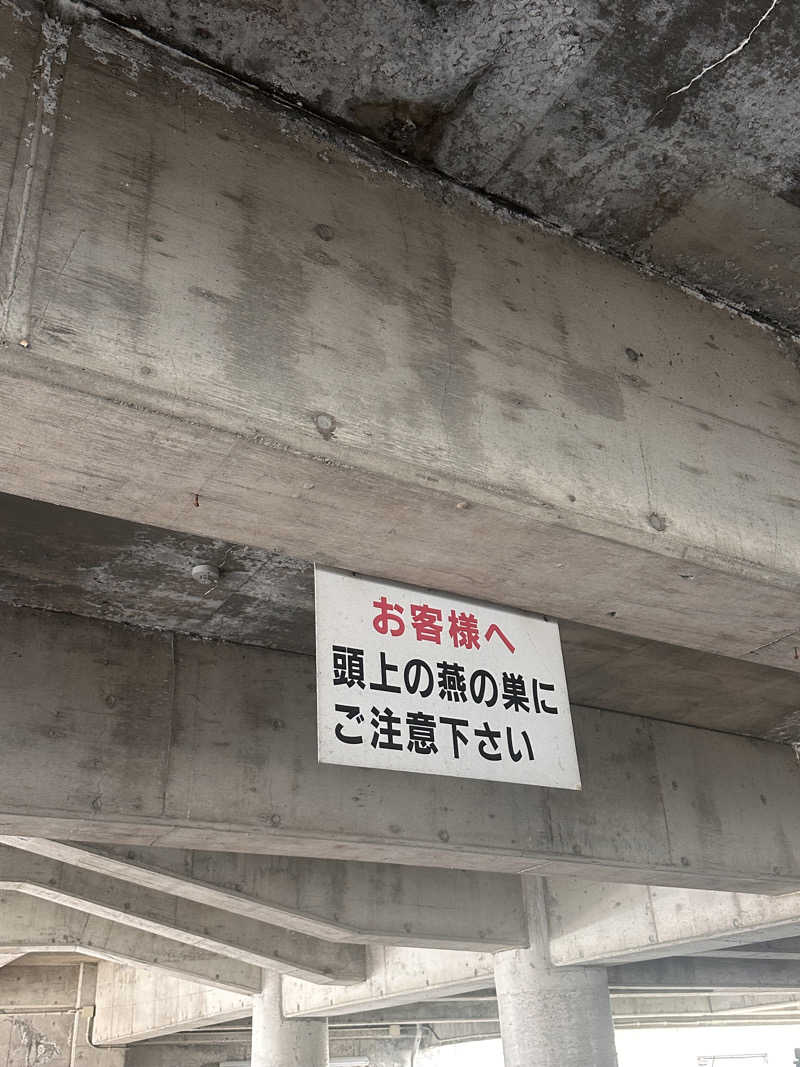 お客様へ
頭上の燕の巣に
ご注意下さい